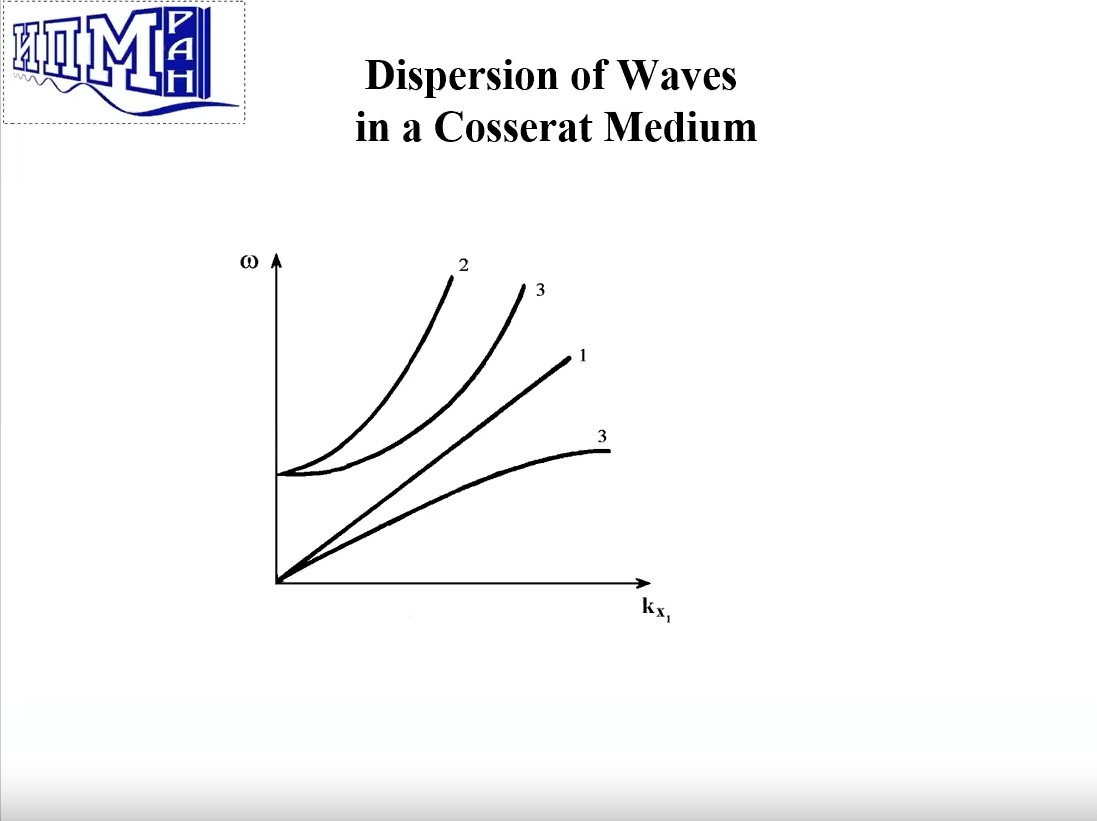 ИПМ
РАН
Dispersion of Waves
in a Cosserat Medium
ω
2
3
1
3
kx₁